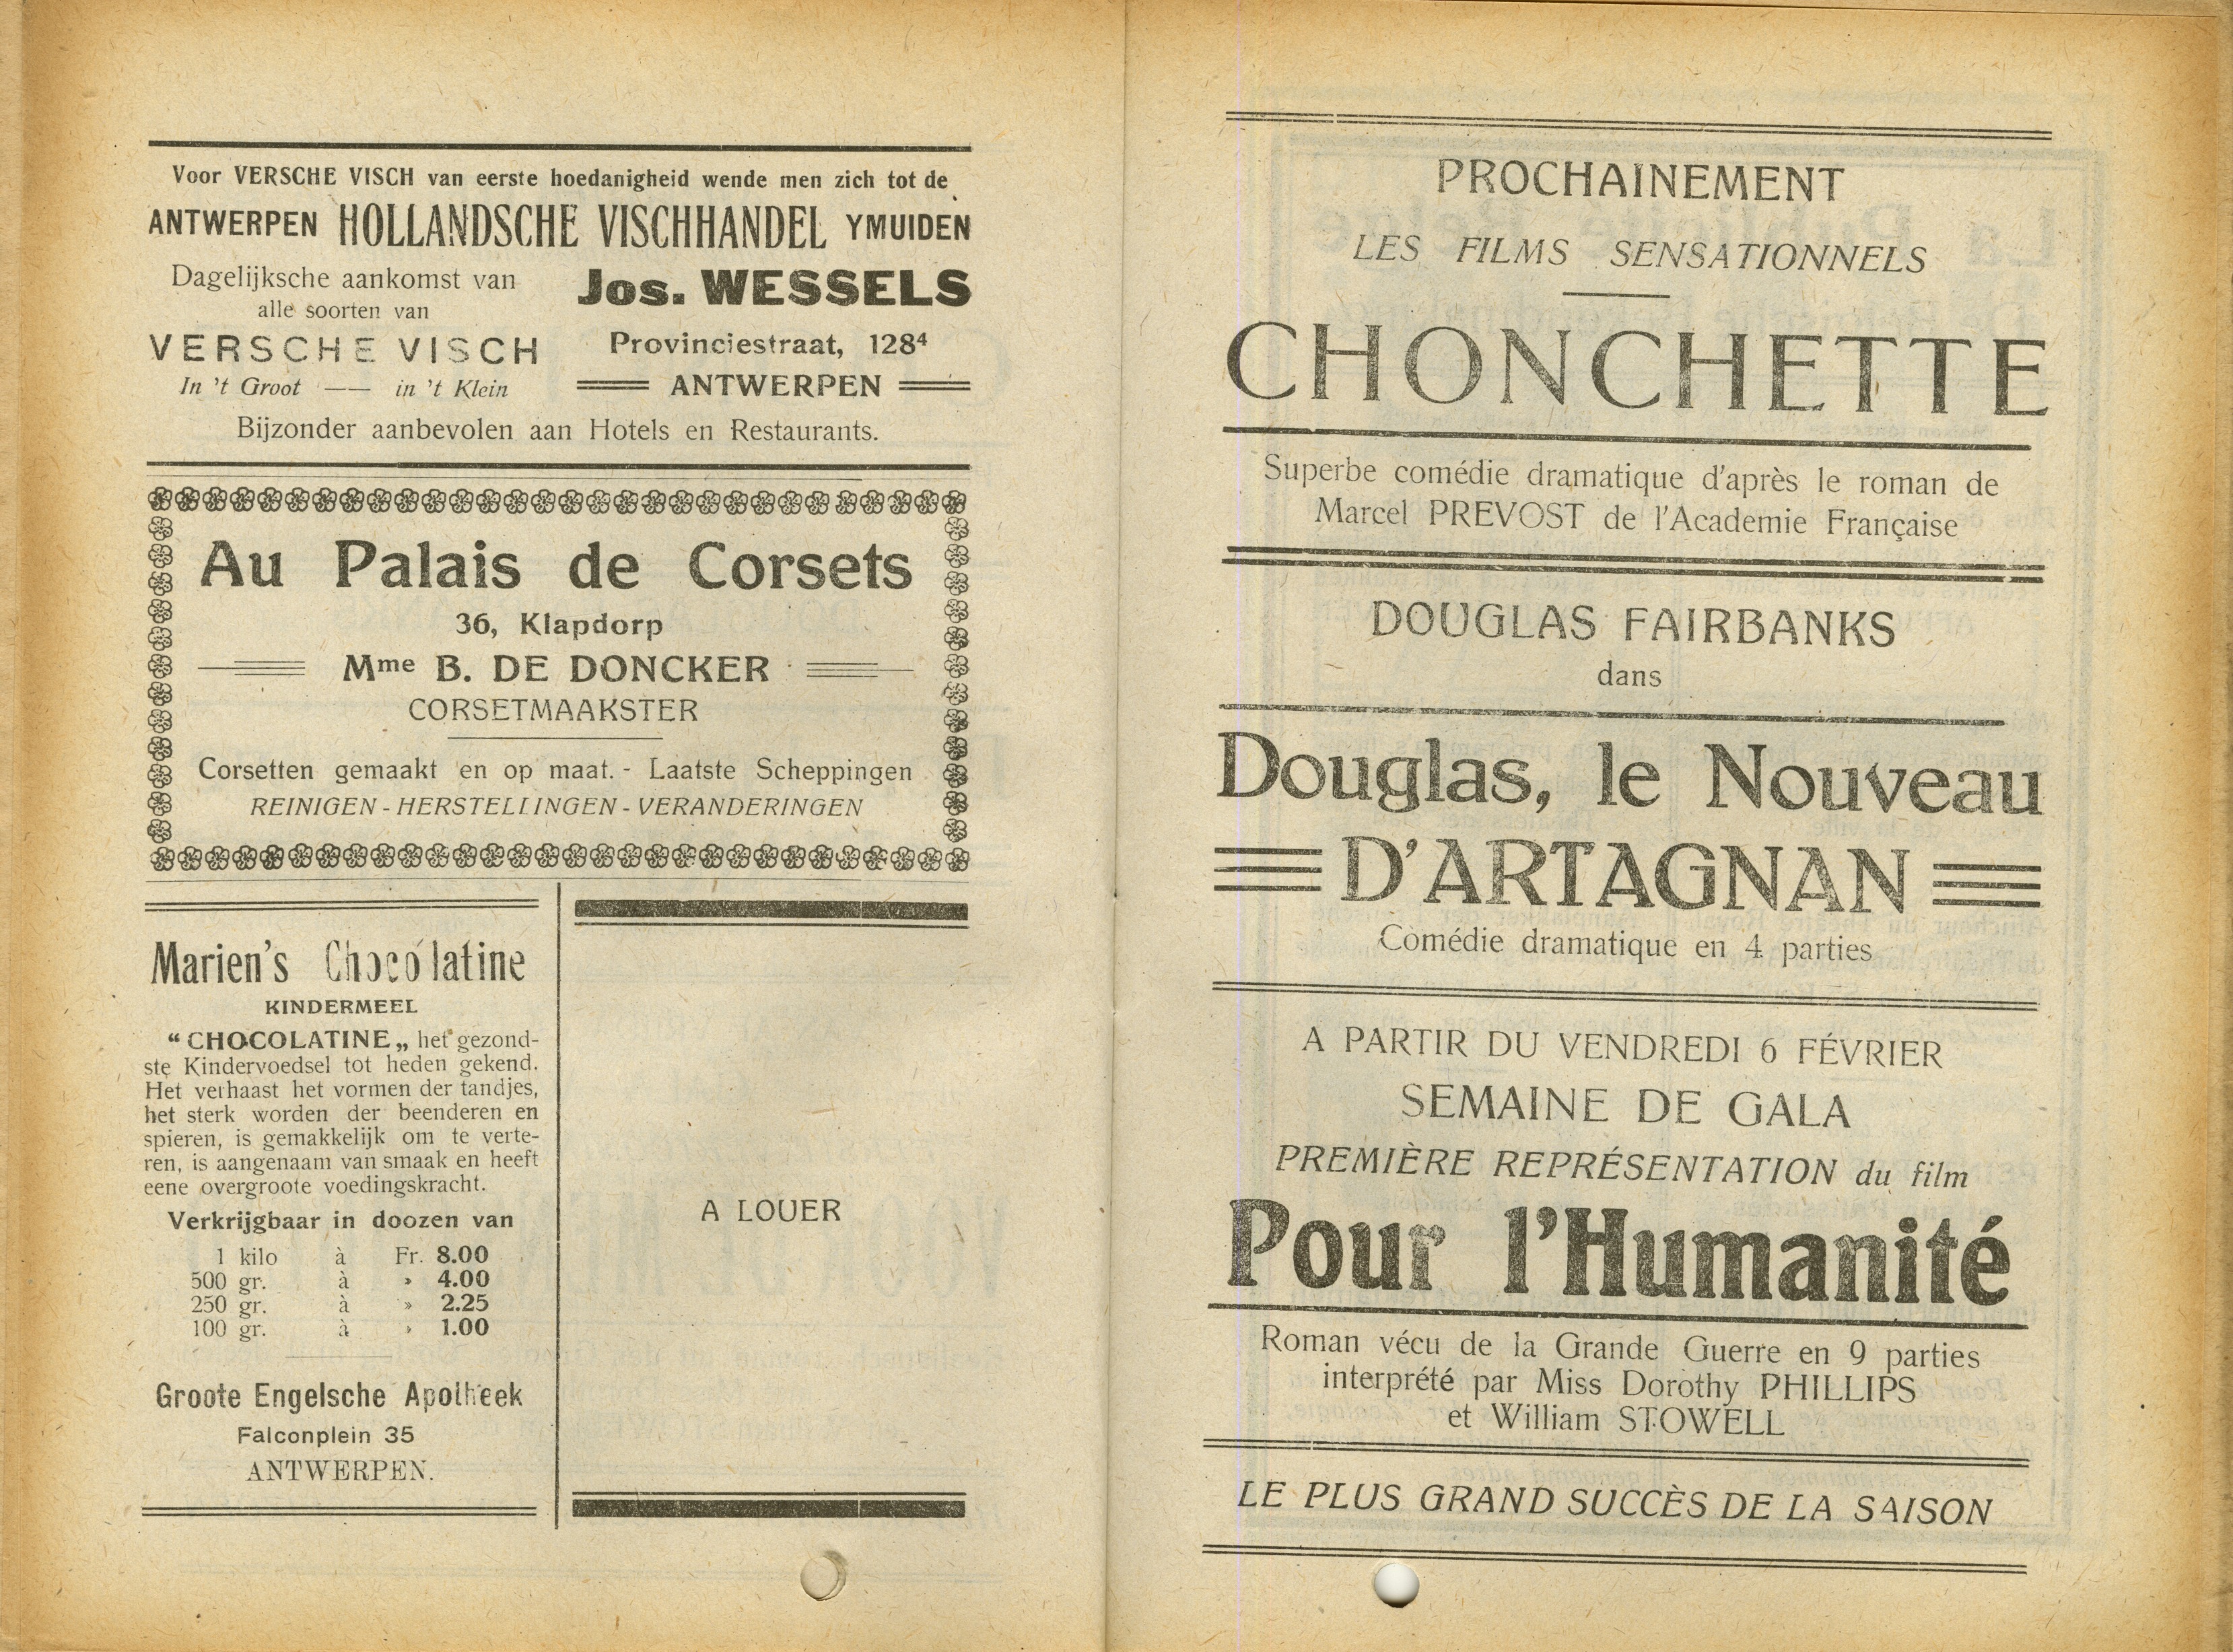 Voor VERSCHE VISCH van eerste hoedanigheid wende men zich tot de
ANTWERPEN HOLLANDSCHE VISCHHANDEL YMUIDEN
Dagelijksche aankomst van
alle soorten van
VERSCHE VISCH
In 't Groot —— in 't Klein
Jos. WESSELS
Provinciestraat, 128⁴
ANTWERPEN
Bijzonder aanbevolen aan Hotels en Restaurants.
Au Palais de Corsets
36, Klapdorp
Mme B. DE DONCKER
CORSETMAAKSTER
Corsetten gemaakt en op maat. - Laatste Scheppingen
REINIGEN - HERSTELLINGEN - VERANDERINGEN
Marien's Chocolatine
KINDERMEEL
“ CHOCOLATINE „ het gezond-
ste Kindervoedsel tot heden gekend.
Het verhaast het vormen der tandjes,
het sterk worden der beenderen en
spieren, is gemakkelijk om te verte-
ren, is aangenaam van smaak en heeft
eene overgroote voedingskracht.
Verkrijgbaar in doozen van
1 kilo à Fr. 8.00
500 gr. à » 4.00
250 gr. à » 2.25
100 gr. à » 1.00
Groote Engelsche Apotheek
Falconplein 35
ANTWERPEN.
A LOUER
PROCHAINEMENT
LES FILMS SENSATIONNELS
CHONCHETTE
Superbe comédie dramatique d'après le roman de
Marcel PREVOST de l'Academie Française
DOUGLAS FAIRBANKS
dans
Douglas, le Nouveau
D'ARTAGNAN
Comédie dramatique en 4 parties
A PARTIR DU VENDREDI 6 FÉVRIER
SEMAINE DE GALA
PREMIÈRE REPRÉSENTATION du film
Pour l'Humanité
Roman vécu de la Grande Guerre en 9 parties
interprété par Miss Dorothy PHILLIPS
et William STOWELL
LE PLUS GRAND SUCCÈS DE LA SAISON